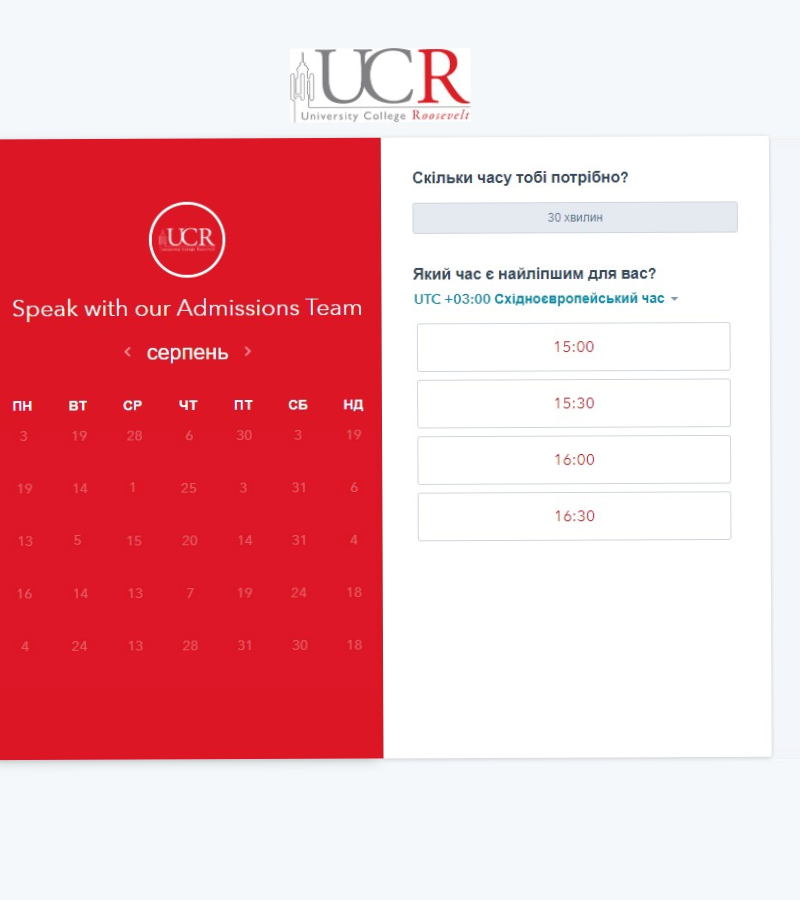 UCR
University College Roosevelt
UCR
Speak with our Admissions Team
серпень
ПН ВТ СР ЧТ ПТ СБ НД
3 19 28 6 30 3 19
19 14 1 25 3 31 6
13 5 15 20 14 31 4
16 14 13 7 19 24 18
4 24 13 28 31 30 18
Скільки часу тобі потрібно?
30 хвилин
Який час є найліпшим для вас?
UTC +03:00 Східноєвропейський час
15:00
15:30
16:00
16:30